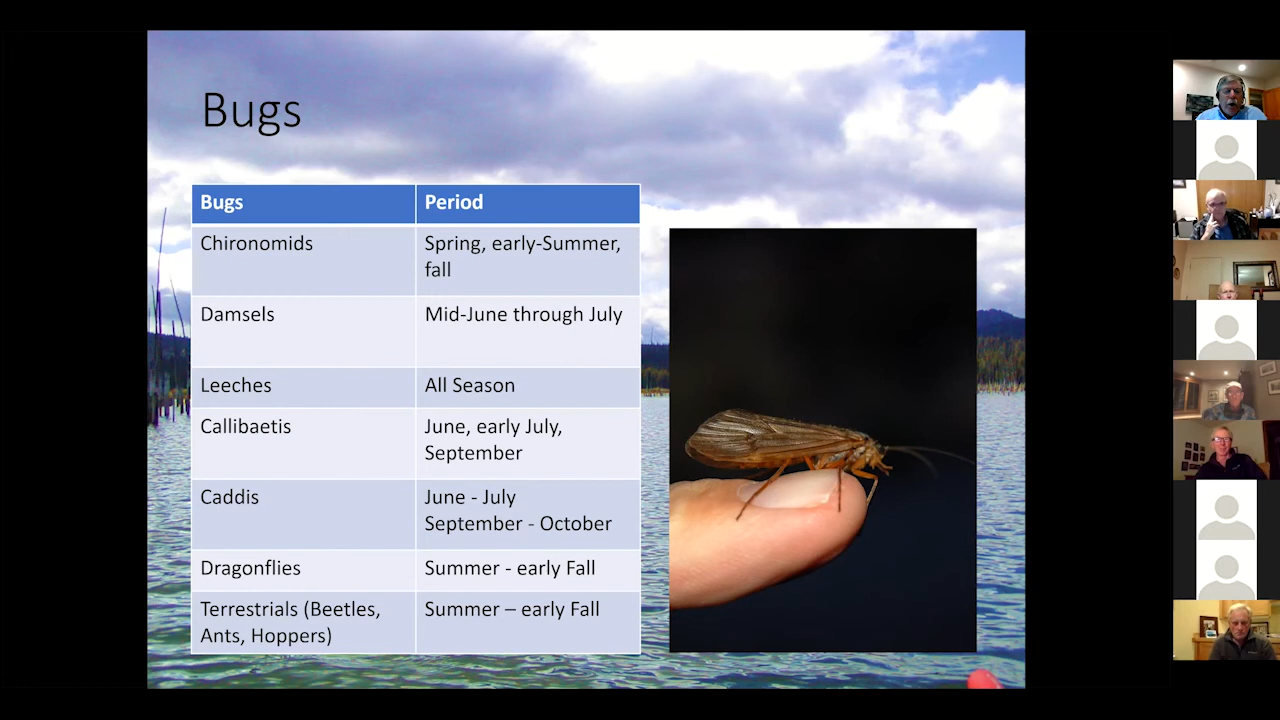 Bugs
Bugs Period
Chironomids Spring, early-Summer,
fall
Damsels Mid-June through July
Leeches All Season
Callibaetis June, early July,
September
Caddis June - July
September - October
Dragonflies Summer - early Fall
Terrestrials (Beetles, Summer – early Fall
Ants, Hoppers)